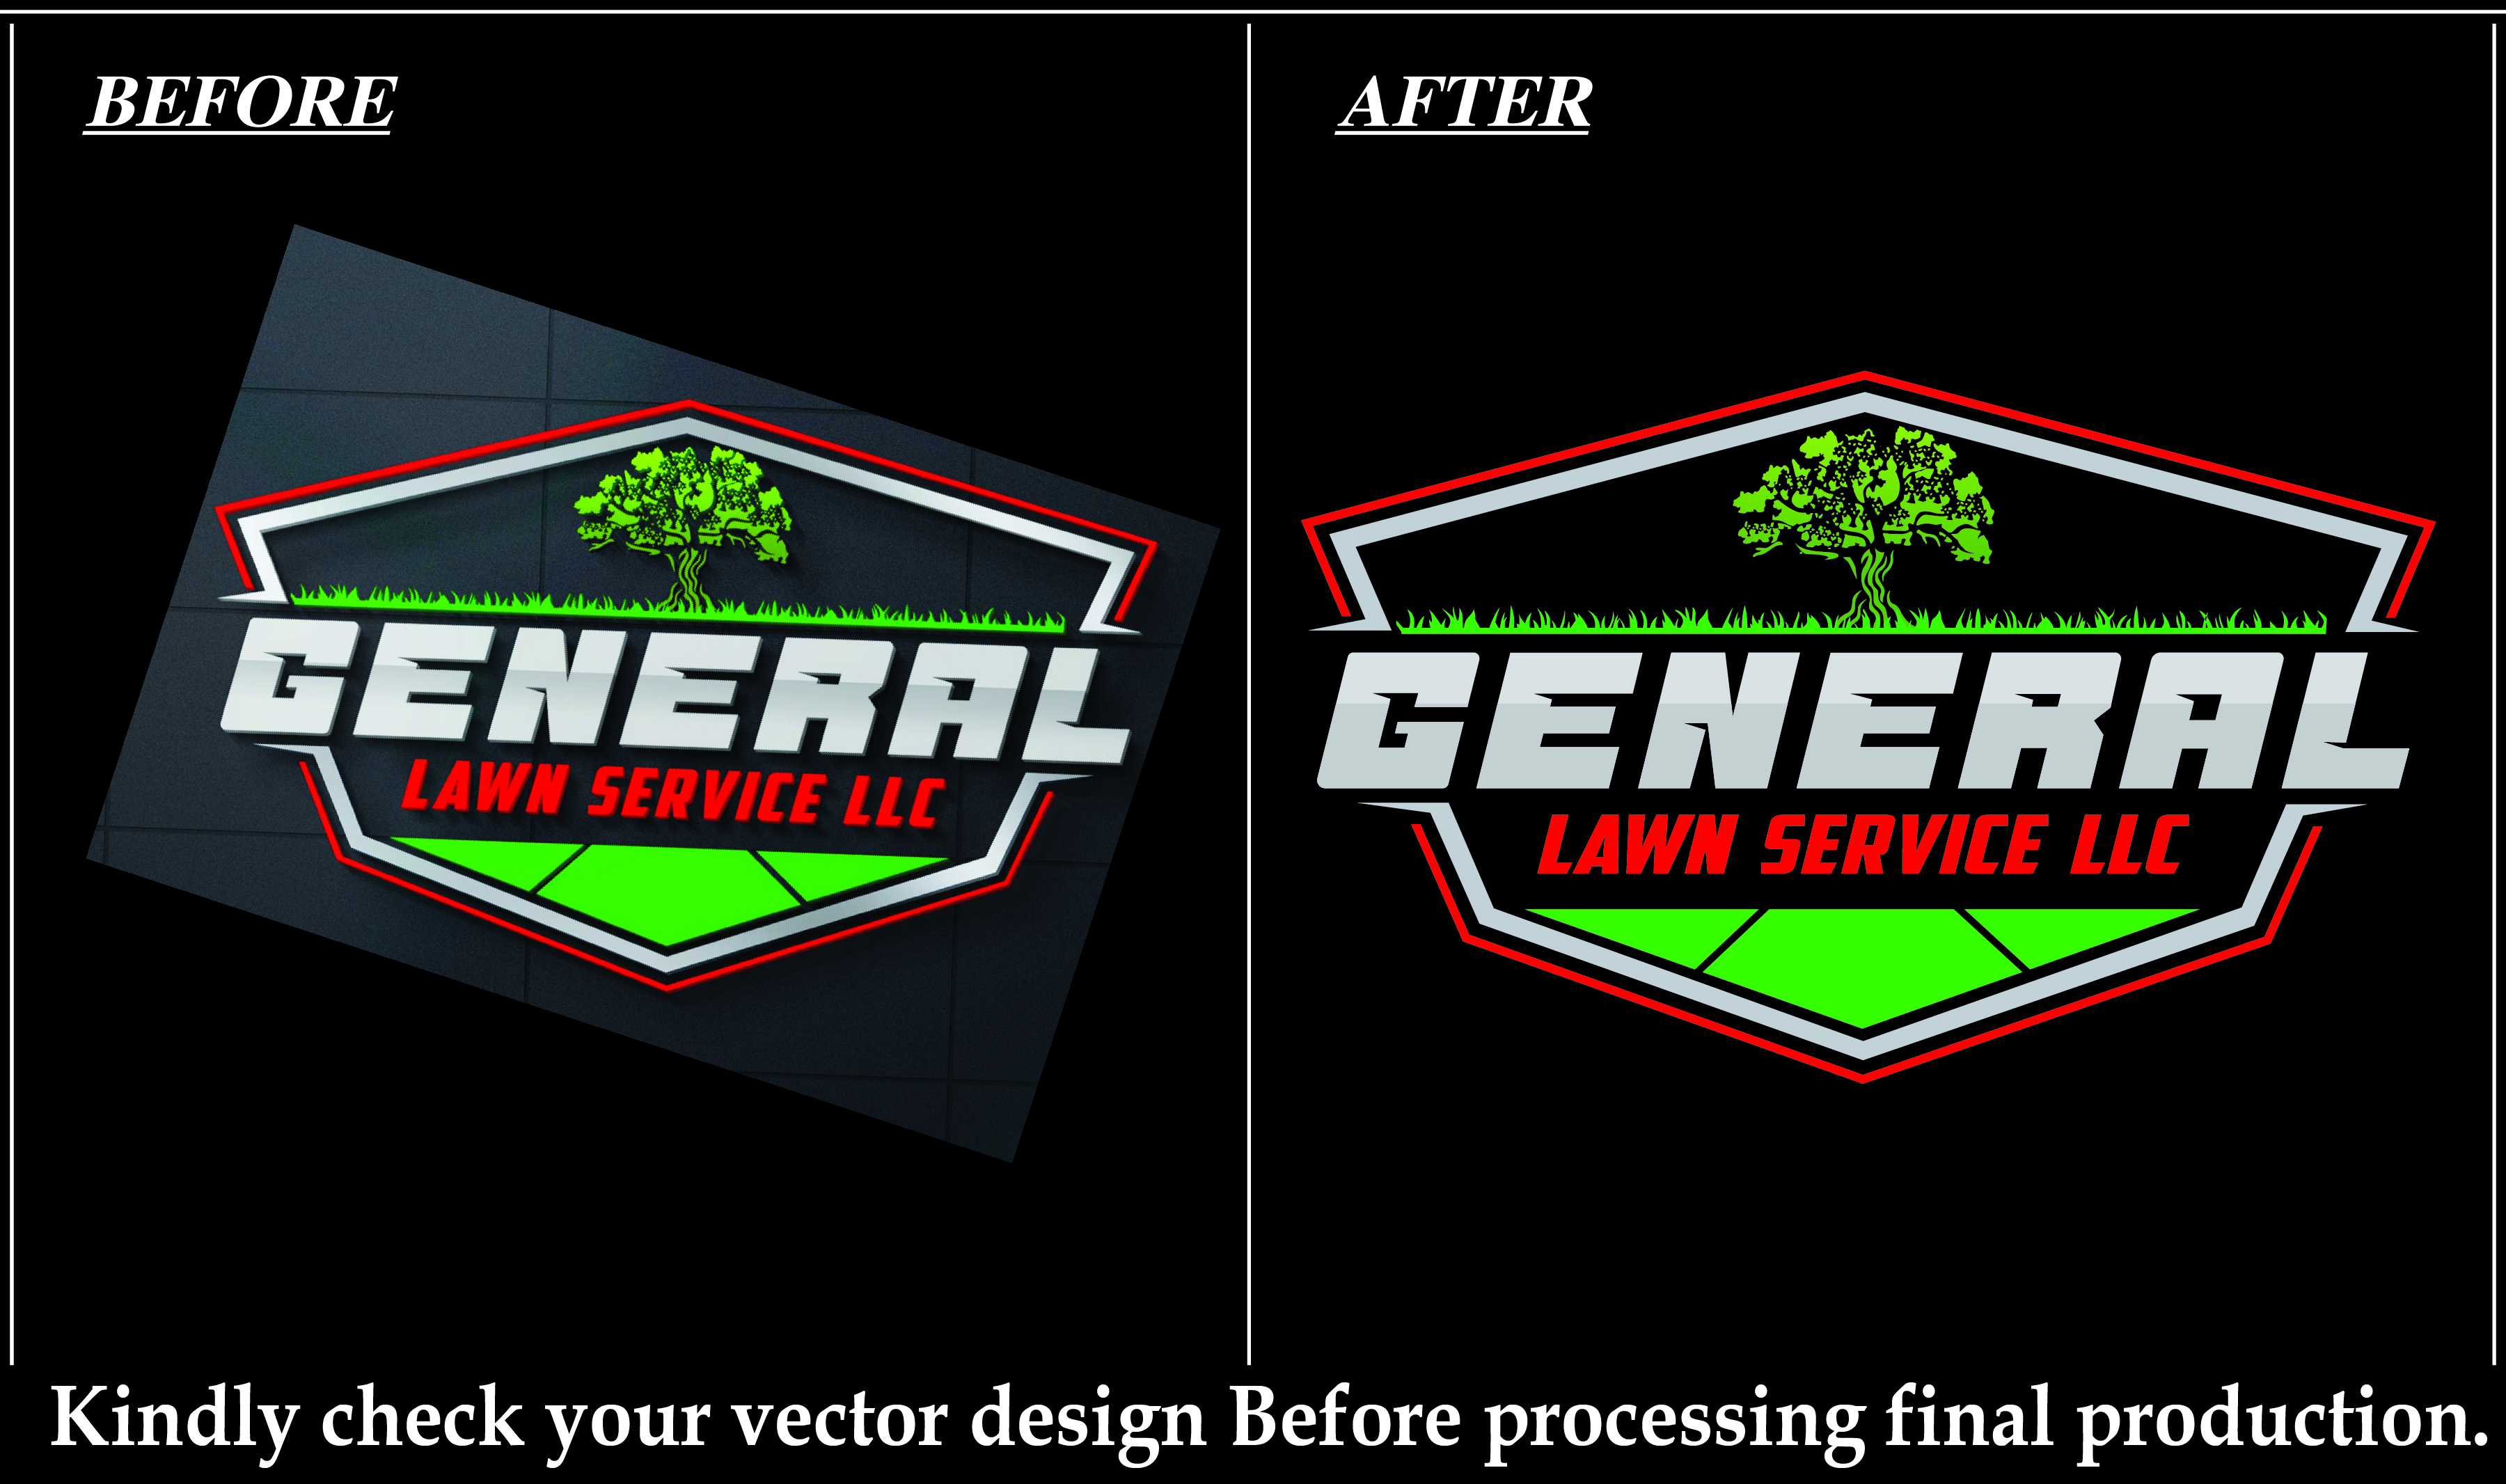 BEFORE
GENERAL
LAWN SERVICE LLC
AFTER
GENERAL
LAWN SERVICE LLC
Kindly check your vector design Before processing final production.